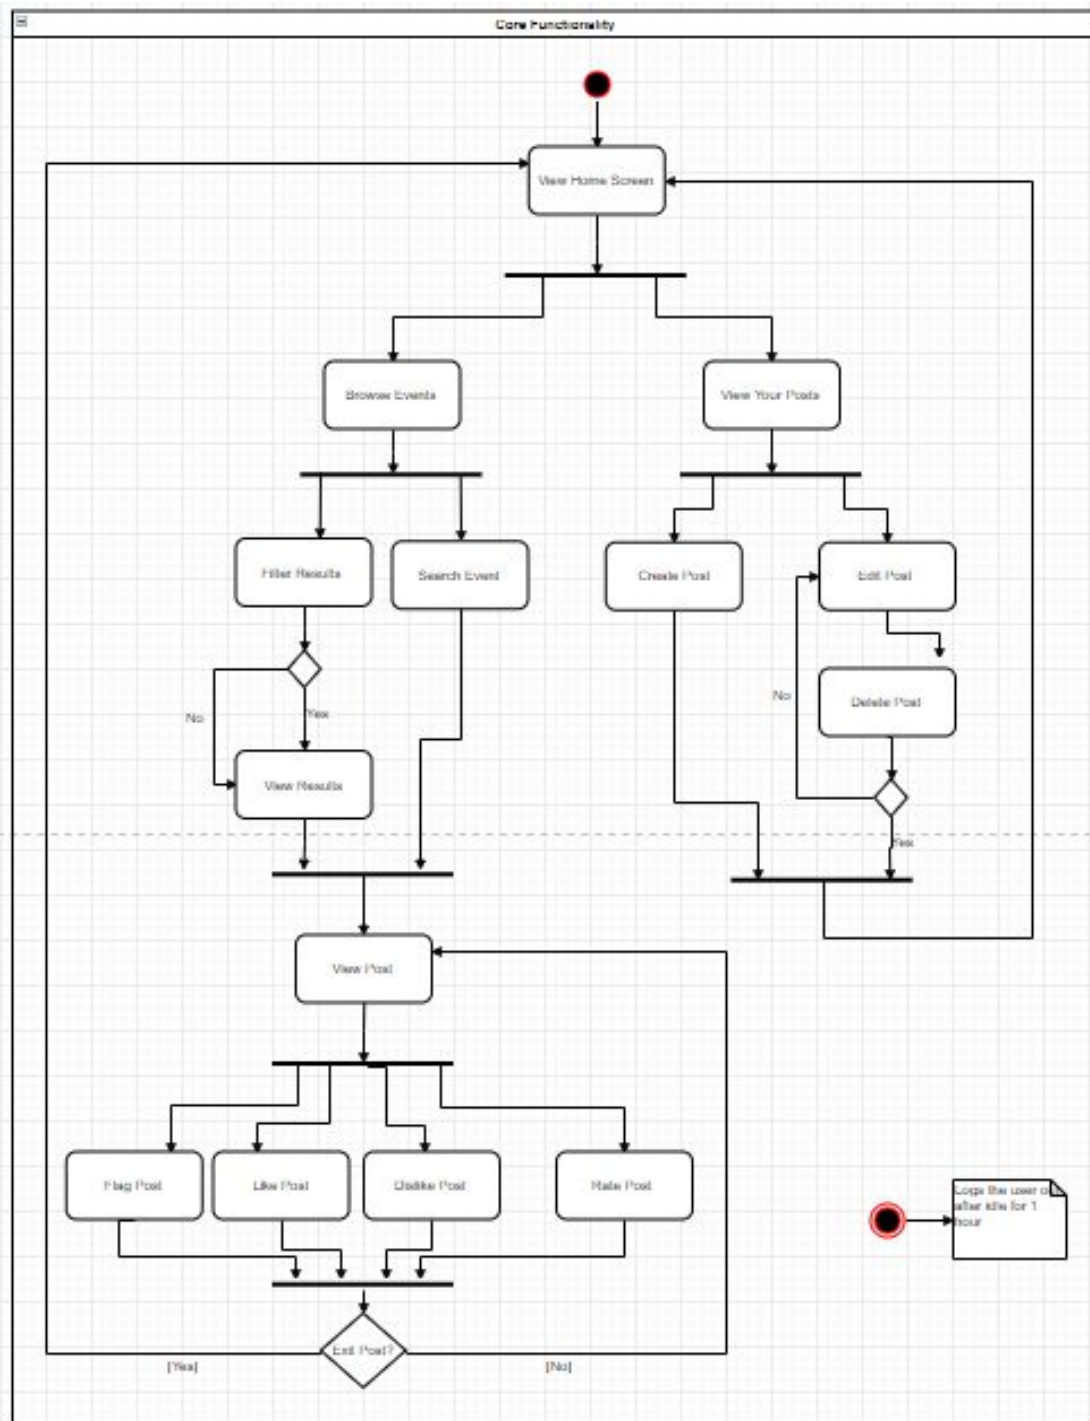 Core Functionality
View Home Screen
Browse Events
View Your Posts
Filter Results
Search Event
Create Post
Edit Post
No
Yes
No
Delete Post
View Results
Yes
View Post
Flag Post
Like Post
Dislike Post
Rate Post
Logs the user
after idle for 1
hour
Exit Post?
[Yes]
[No]